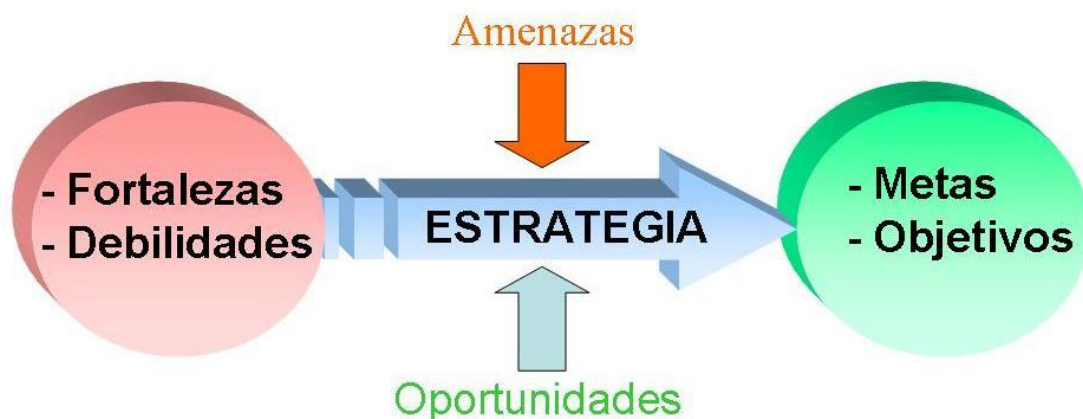 Amenazas
- Fortalezas
- Debilidades
ESTRATEGIA
- Metas
- Objetivos
Oportunidades